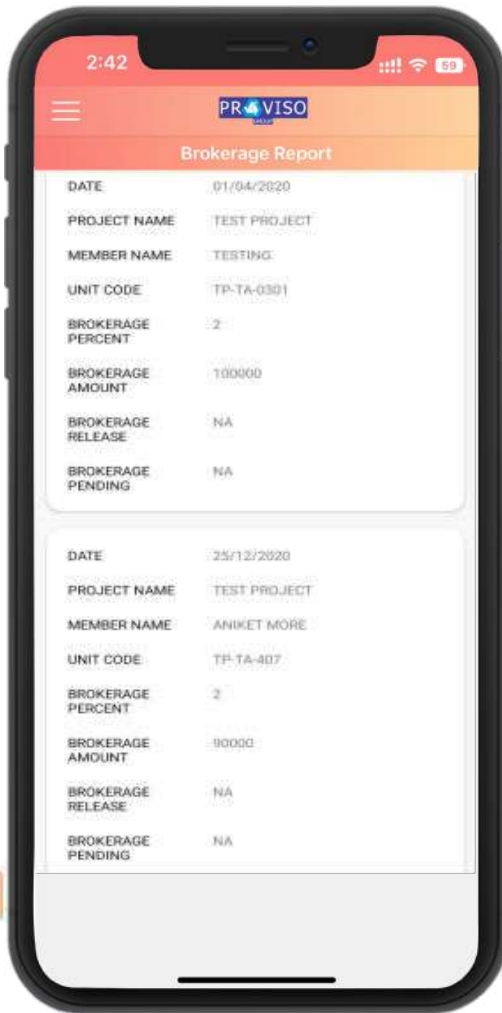 2:42
59
PROVISO
GROUP
Brokerage Report
DATE 01/04/2020
PROJECT NAME TEST PROJECT
MEMBER NAME TESTING
UNIT CODE TP-TA-0301
BROKERAGE PERCENT 2
BROKERAGE AMOUNT 100000
BROKERAGE RELEASE NA
BROKERAGE PENDING NA
DATE 25/12/2020
PROJECT NAME TEST PROJECT
MEMBER NAME ANIKET MORE
UNIT CODE TP-TA-407
BROKERAGE PERCENT 2
BROKERAGE AMOUNT 90000
BROKERAGE RELEASE NA
BROKERAGE PENDING NA